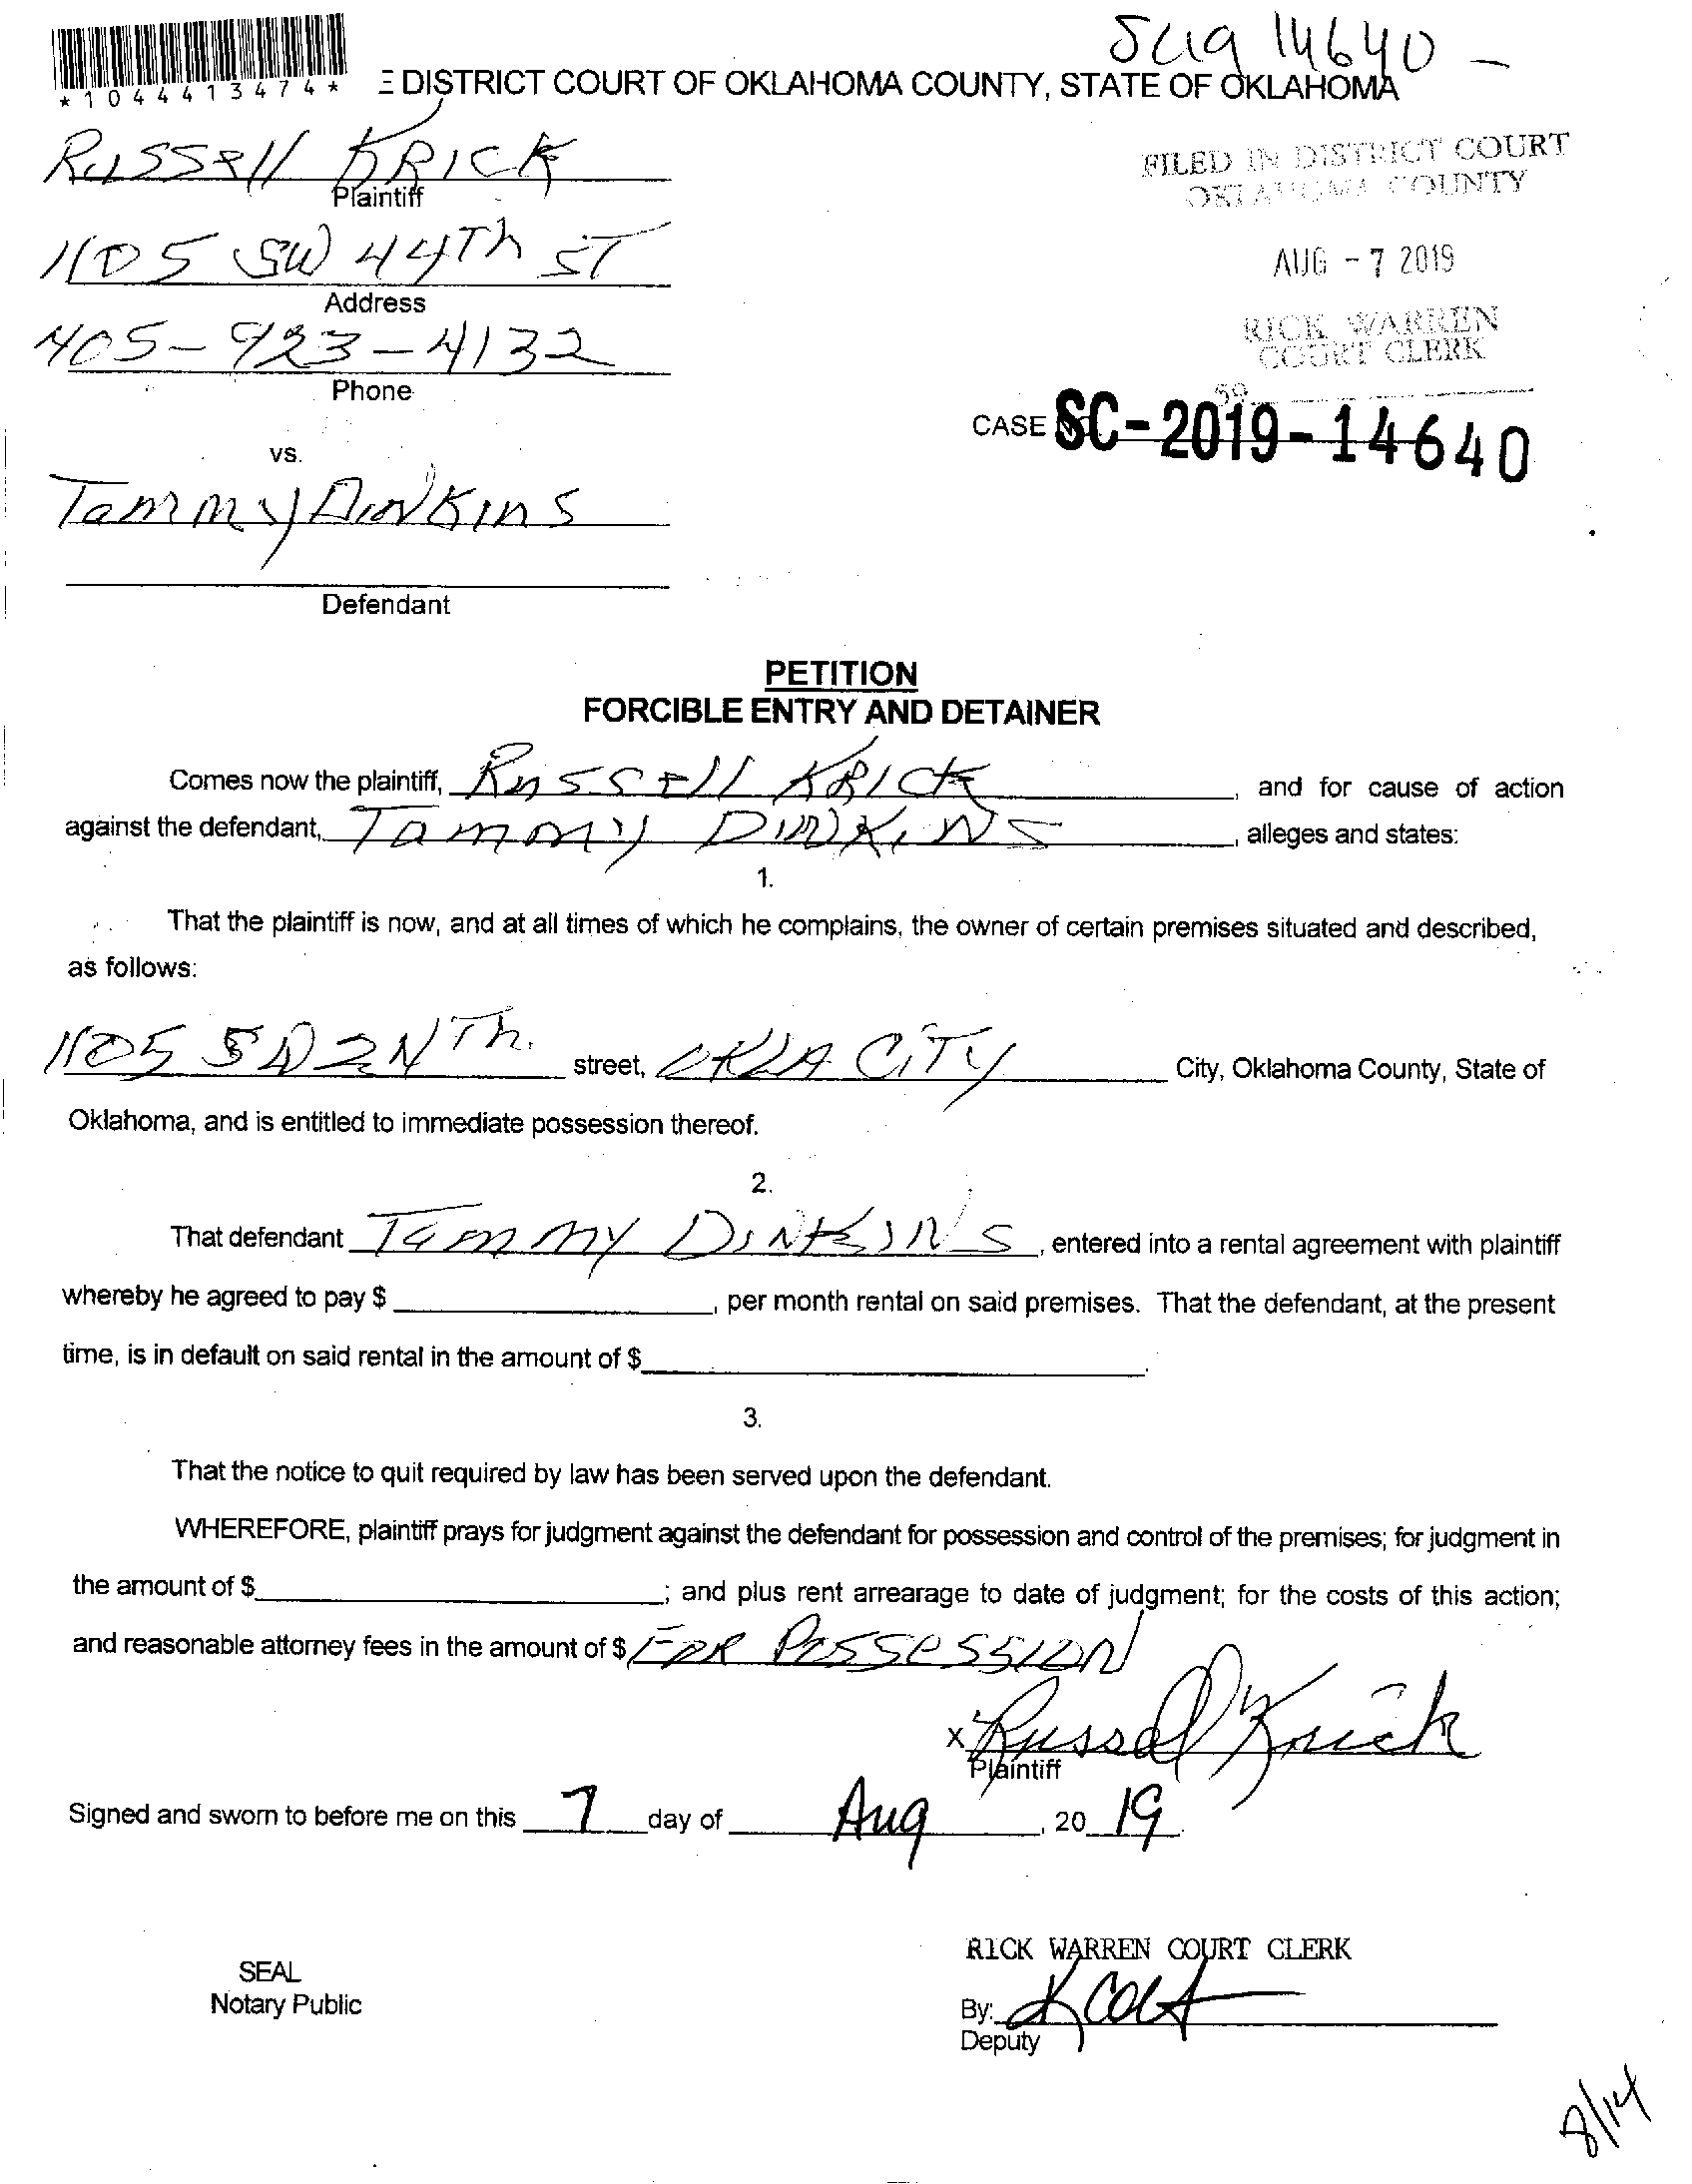 SC19 14640 -
*1044413474*
E DISTRICT COURT OF OKLAHOMA COUNTY, STATE OF OKLAHOMA
RUSSEll KRICK
Plaintiff
FILED IN DISTRICT COURT
OKLAHOMA COUNTY
1105 SW 44Th ST
Address
AUG - 7 2019
405-923-4132
Phone
RICK WARREN
COURT CLERK
59
CASE SC-2019-14640
vs.
Tammy DINKINS
Defendant
PETITION
FORCIBLE ENTRY AND DETAINER
Comes now the plaintiff, RUSSEll KRICK, and for cause of action
against the defendant, TAMMY DINKINS, alleges and states:
1.
That the plaintiff is now, and at all times of which he complains, the owner of certain premises situated and described,
as follows:
1105 Th. street, OKLA CITY City, Oklahoma County, State of
Oklahoma, and is entitled to immediate possession thereof.
2.
That defendant TAMMY DINKINS, entered into a rental agreement with plaintiff
whereby he agreed to pay $, per month rental on said premises. That the defendant, at the present
time, is in default on said rental in the amount of $.
3.
That the notice to quit required by law has been served upon the defendant.
WHEREFORE, plaintiff prays for judgment against the defendant for possession and control of the premises; for judgment in
the amount of $; and plus rent arrearage to date of judgment; for the costs of this action;
and reasonable attorney fees in the amount of $ FOR POSSESSION
X Russell Krick
Plaintiff
Signed and sworn to before me on this 7 day of Aug, 20 19.
RICK WARREN COURT CLERK
SEAL
Notary Public
By:
Deputy
8/14